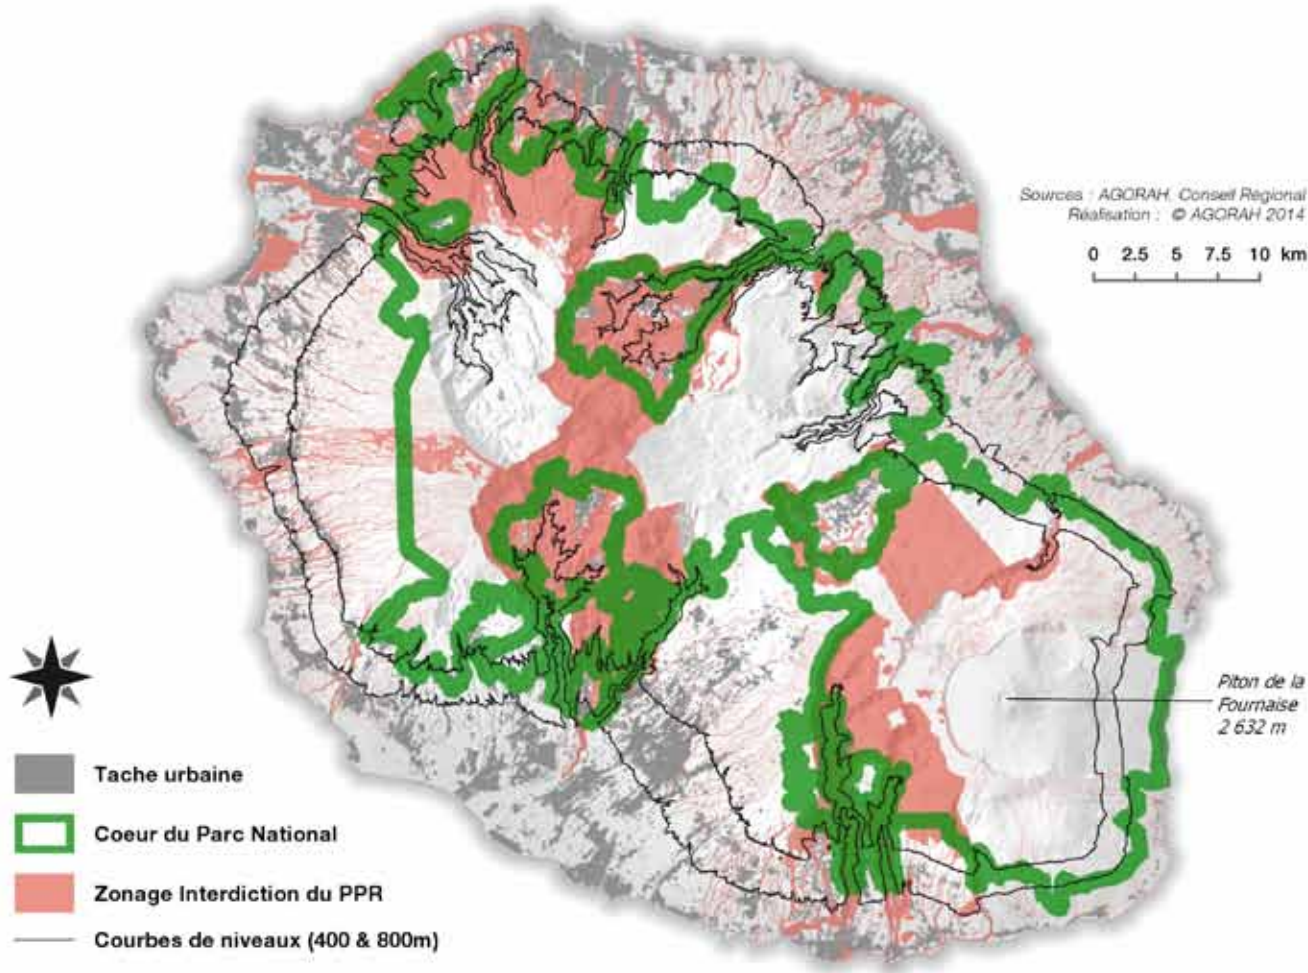 Sources : AGORAH, Conseil Régional
Réalisation : © AGORAH 2014
0 2.5 5 7.5 10 km
Piton de la
Fournaise
2 632 m
Tache urbaine
Coeur du Parc National
Zonage Interdiction du PPR
Courbes de niveaux (400 & 800m)